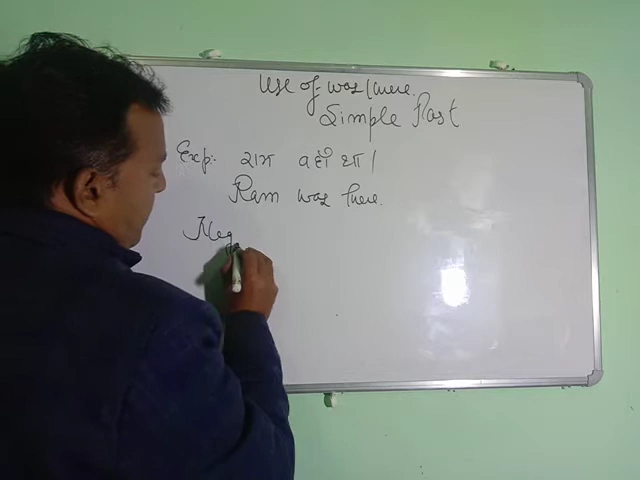 Use of was/were.
Simple Past
Exp:- राम वहाँ था।
Ram was there.
Neg